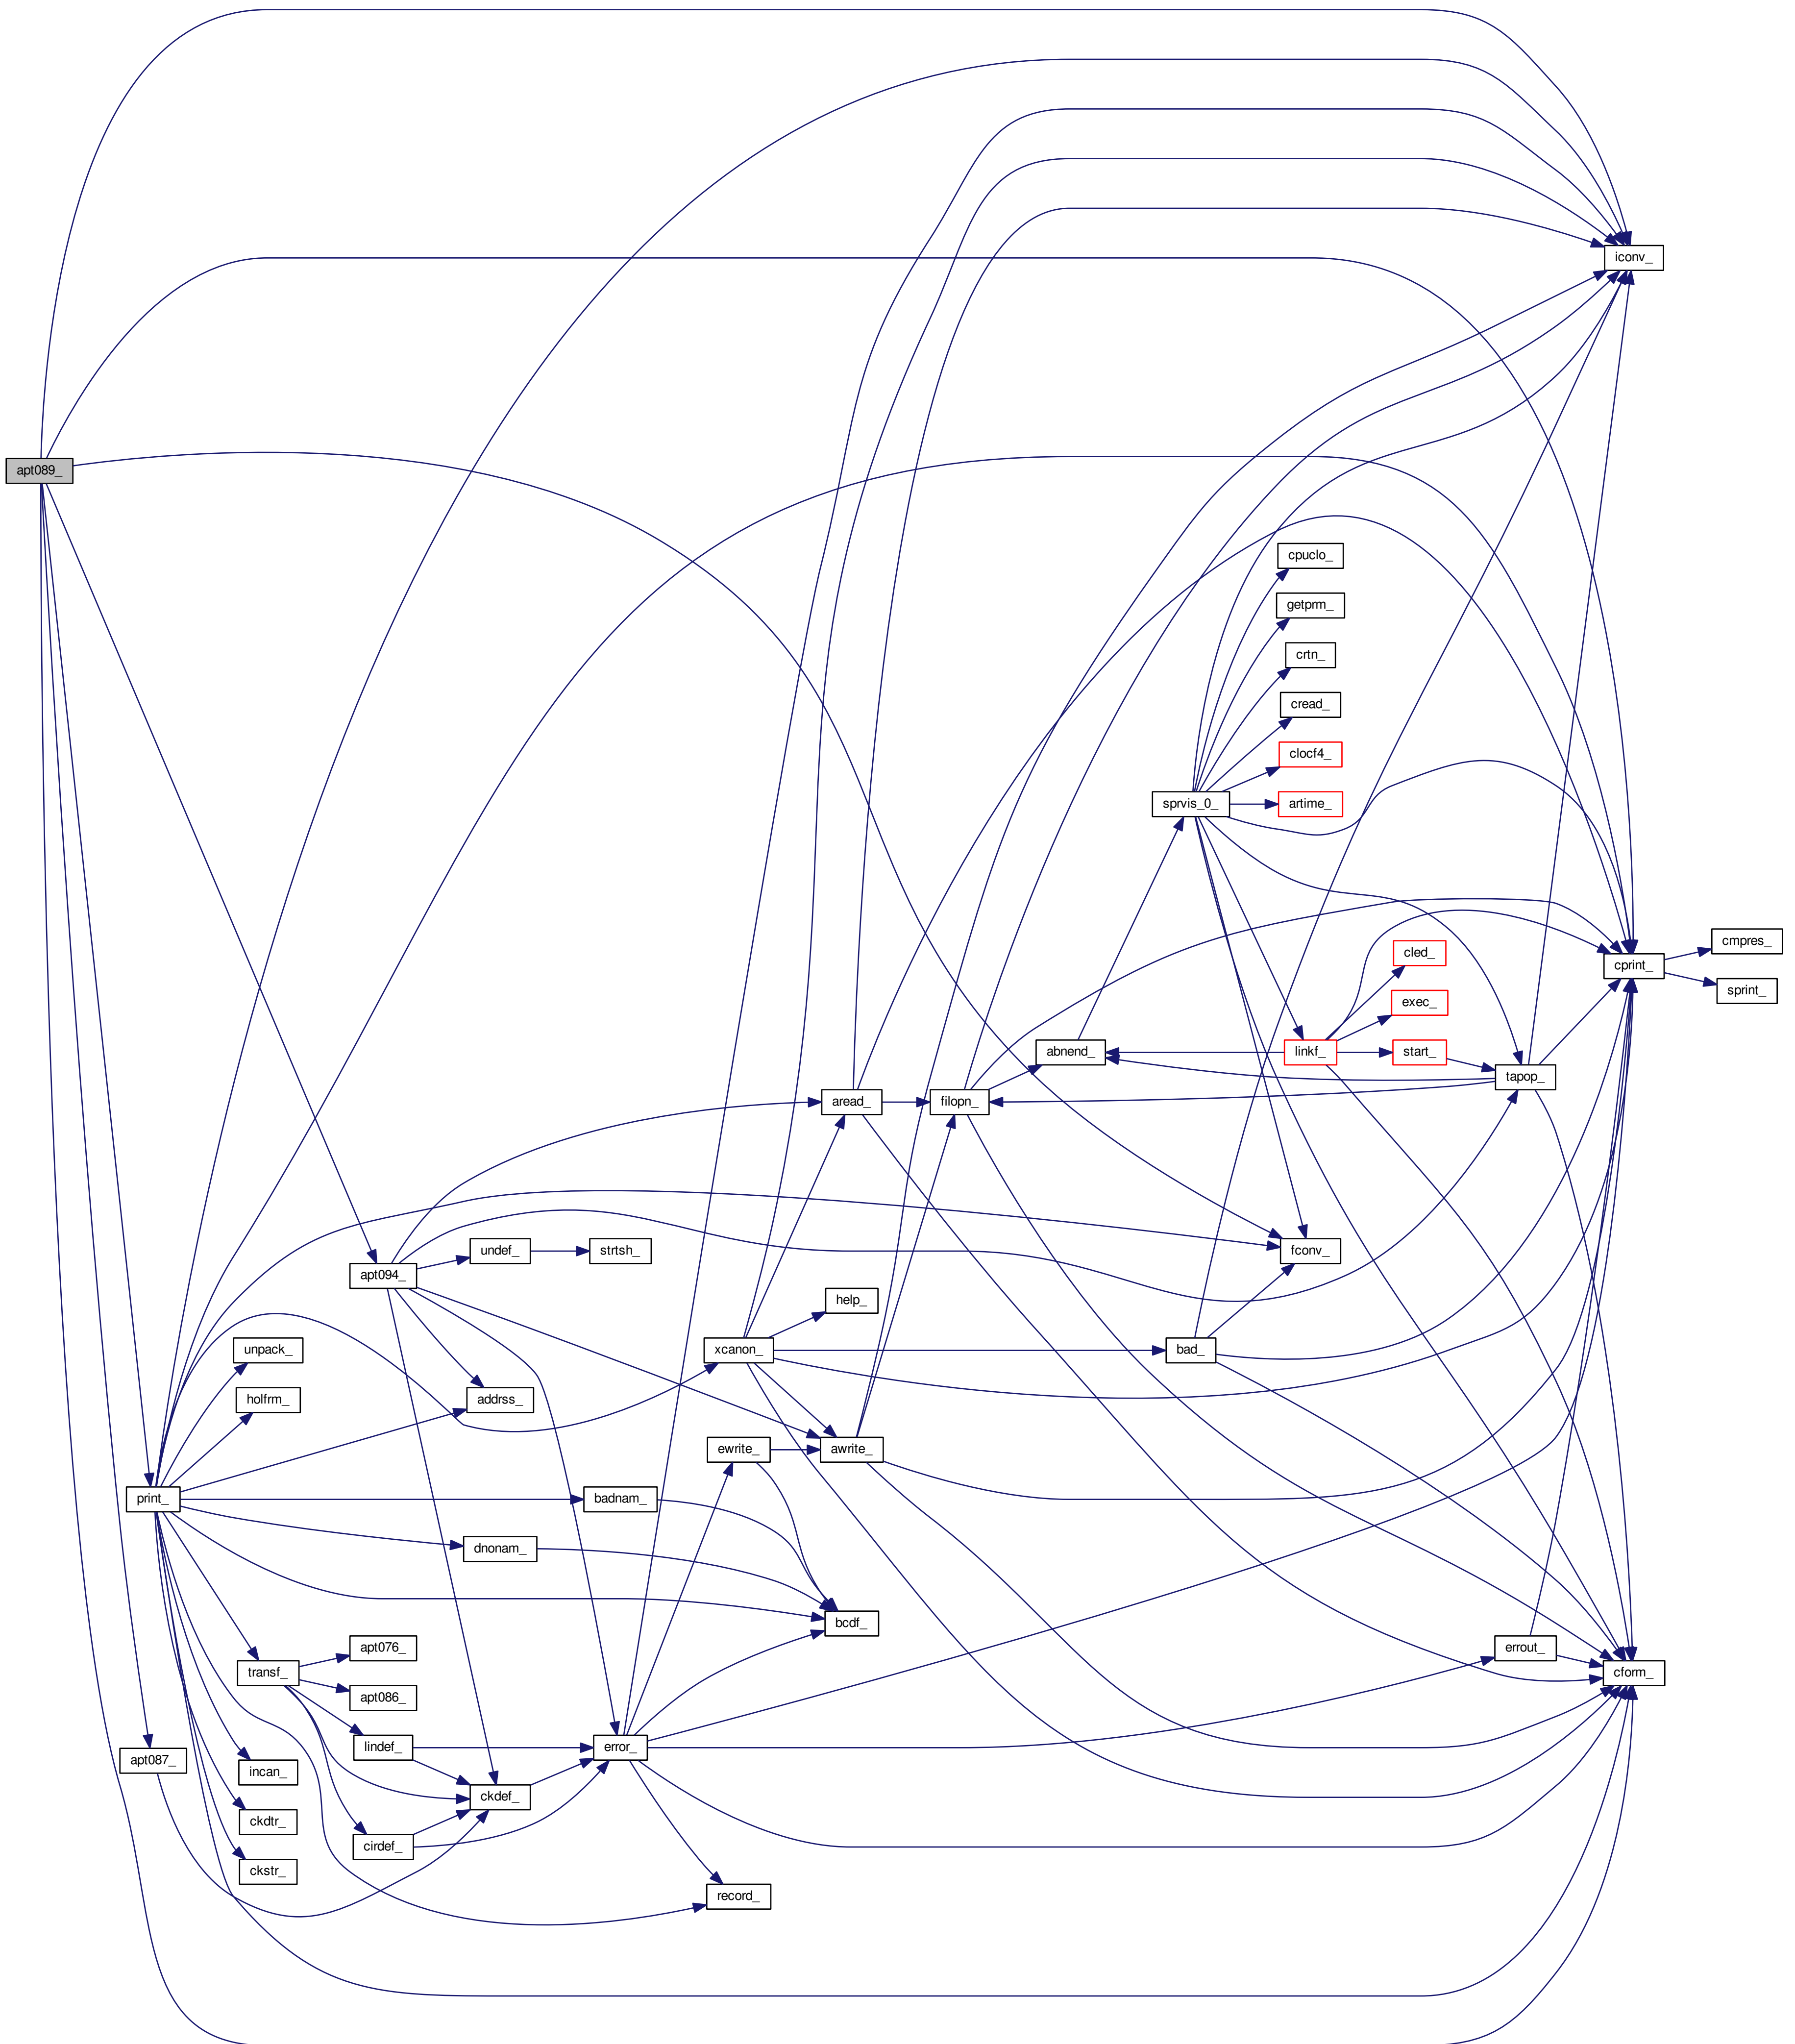 iconv_
apt089_
cpuclo_
getprm_
crtn_
cread_
clocf4_
artime_
sprvis_0_
cmpres_
cled_
cprint_
sprint_
exec_
abnend_
linkf_
start_
tapop_
aread_
filopn_
undef_
strtsh_
fconv_
apt094_
help_
unpack_
xcanon_
bad_
holfrm_
addrss_
ewrite_
awrite_
print_
badnam_
dnonam_
bcdf_
apt076_
errout_
transf_
cform_
apt086_
lindef_
error_
apt087_
incan_
ckdef_
ckdtr_
cirdef_
ckstr_
record_